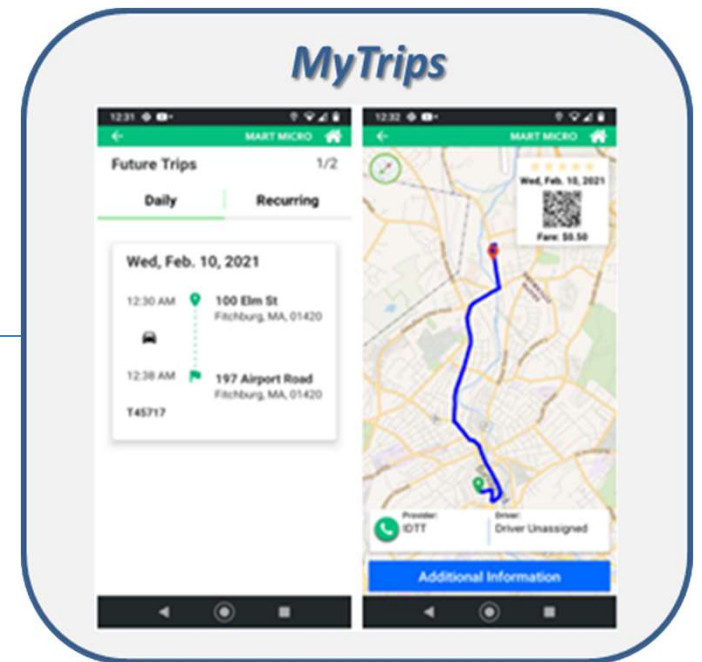 MyTrips
12:31
MART MICRO
Future Trips 1/2
Daily Recurring
Wed, Feb. 10, 2021
12:30 AM 100 Elm St
Fitchburg, MA, 01420
12:38 AM 197 Airport Road
Fitchburg, MA, 01420
T45717
12:32
MART MICRO
Wed, Feb. 10, 2021
Fare: $0.50
Provider: Driver:
IDTT Driver Unassigned
Additional Information